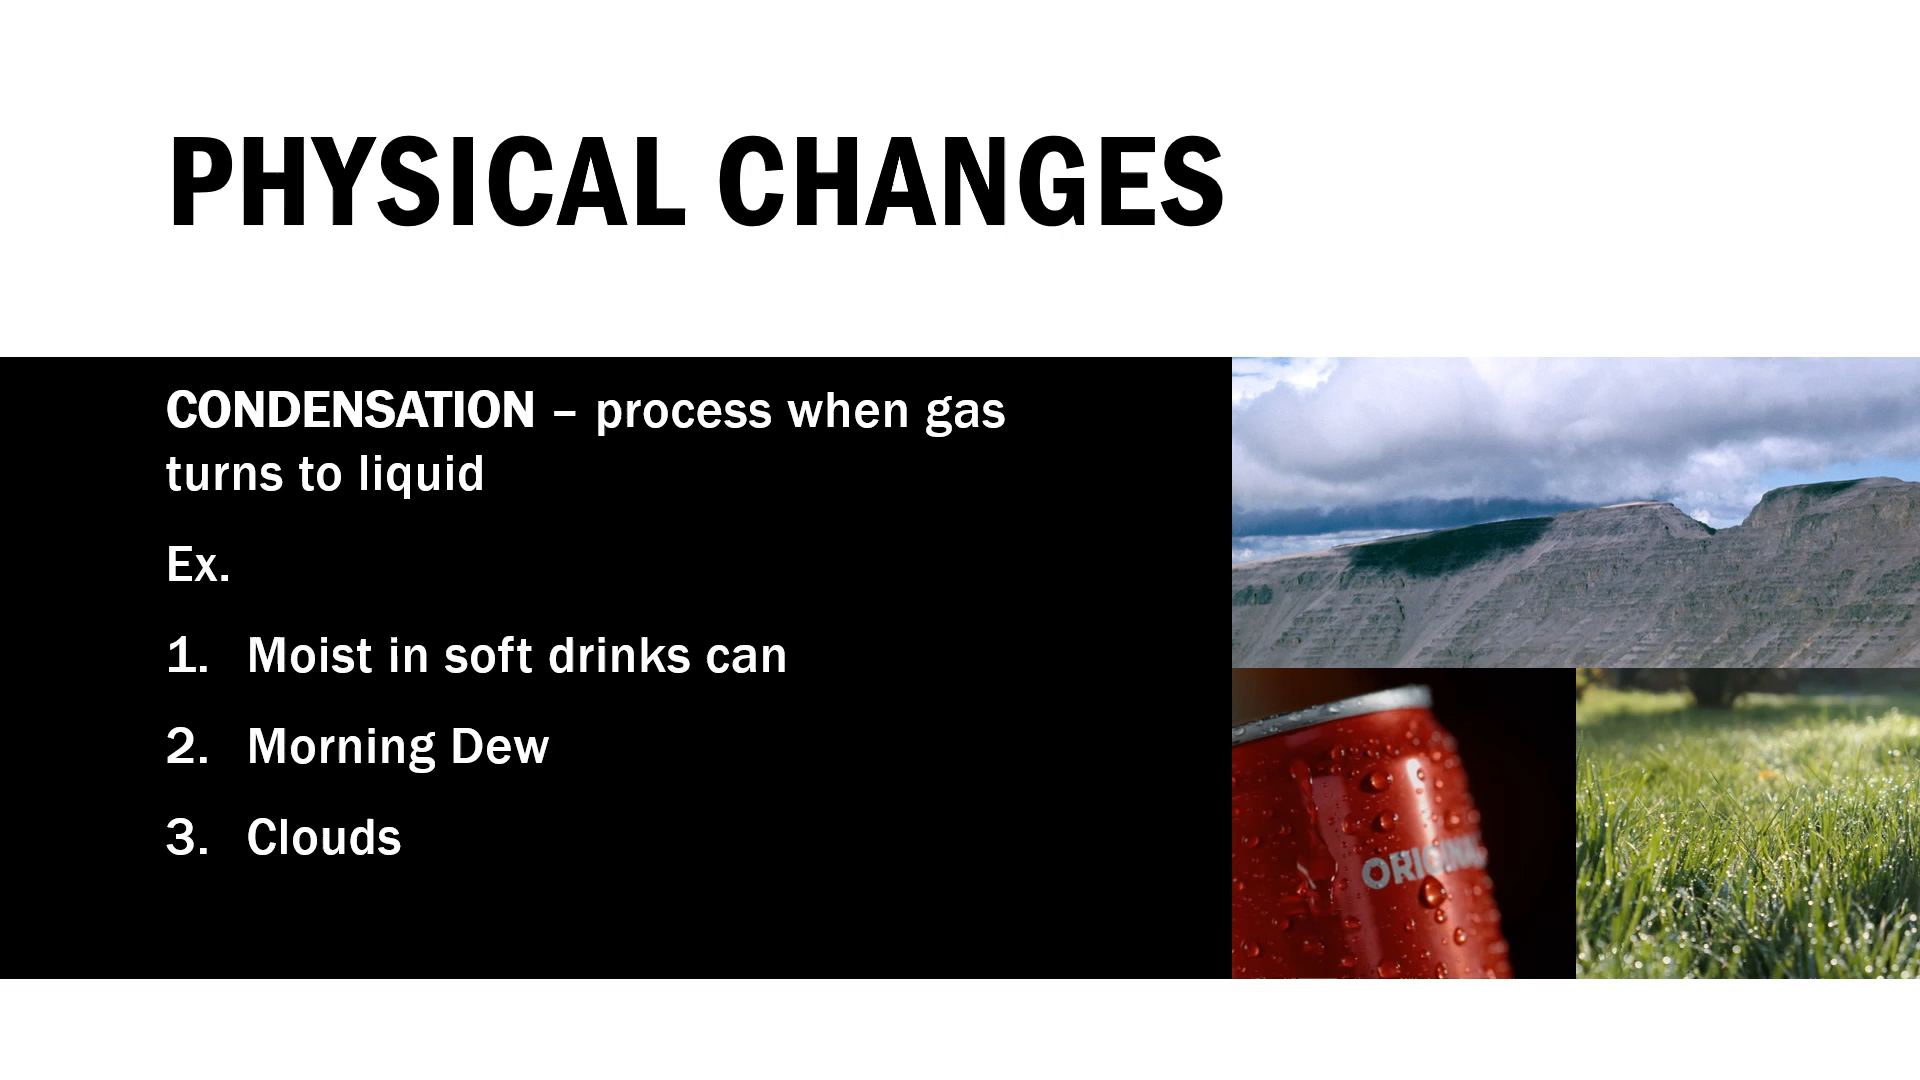 PHYSICAL CHANGES
CONDENSATION – process when gas
turns to liquid
Ex.
1. Moist in soft drinks can
2. Morning Dew
3. Clouds
ORIGINAL